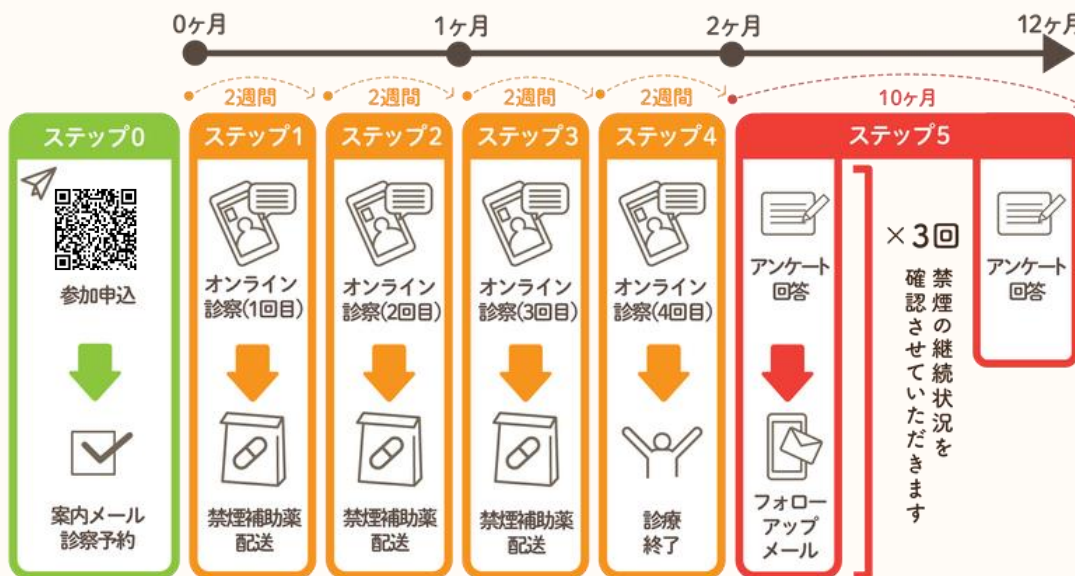 0ヶ月
1ヶ月
2ヶ月
12ヶ月
2週間
2週間
2週間
2週間
10ヶ月
ステップ0
参加申込
案内メール
診察予約
ステップ1
オンライン
診察(1回目)
禁煙補助薬
配送
ステップ2
オンライン
診察(2回目)
禁煙補助薬
配送
ステップ3
オンライン
診察(3回目)
禁煙補助薬
配送
ステップ4
オンライン
診察(4回目)
診療
終了
ステップ5
アンケート
回答
フォロー
アップ
メール
×3回
禁煙の継続状況を
確認させていただきます
アンケート
回答